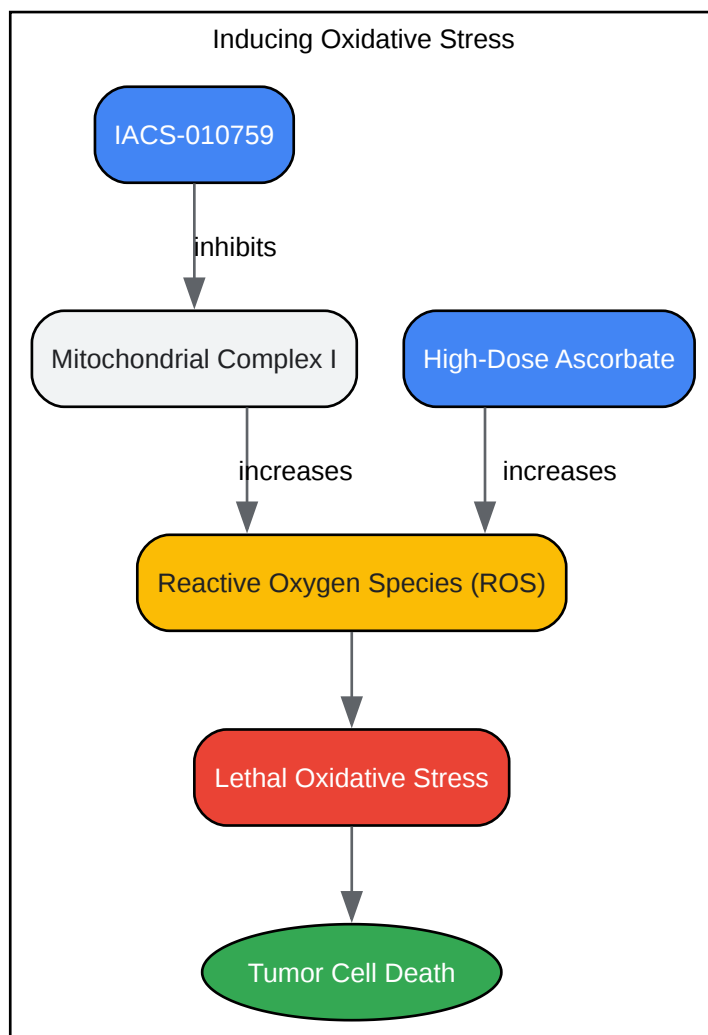 Inducing Oxidative Stress
IACS-010759
inhibits
Mitochondrial Complex I
High-Dose Ascorbate
increases
increases
Reactive Oxygen Species (ROS)
Lethal Oxidative Stress
Tumor Cell Death